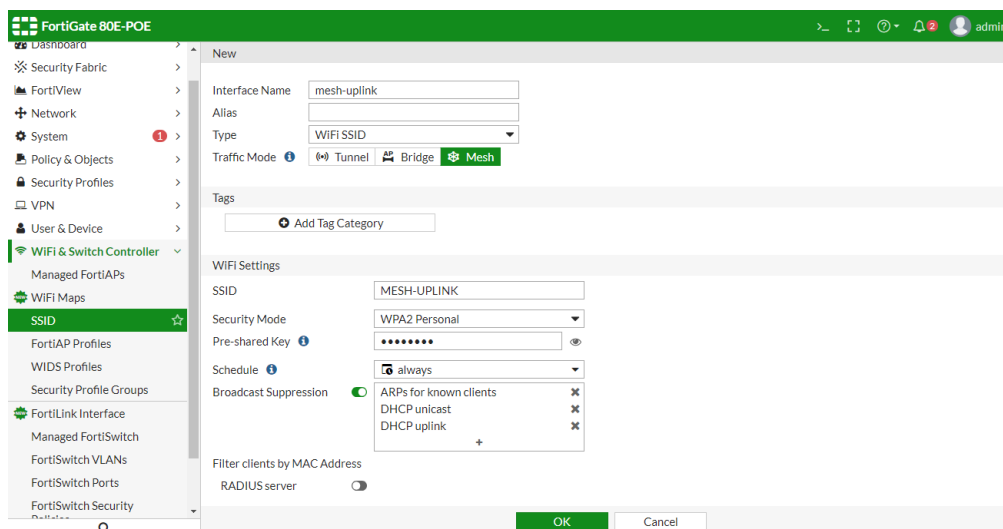 FortiGate 80E-POE
>_
2
admin
Dashboard
Security Fabric
FortiView
Network
System 1
Policy & Objects
Security Profiles
VPN
User & Device
WiFi & Switch Controller
Managed FortiAPs
WiFi Maps
SSID
FortiAP Profiles
WIDS Profiles
Security Profile Groups
FortiLink Interface
Managed FortiSwitch
FortiSwitch VLANs
FortiSwitch Ports
FortiSwitch Security
Policies
New
Interface Name mesh-uplink
Alias
Type WiFi SSID
Traffic Mode Tunnel AP Bridge Mesh
Tags
Add Tag Category
WiFi Settings
SSID MESH-UPLINK
Security Mode WPA2 Personal
Pre-shared Key ••••••••
Schedule always
Broadcast Suppression ARPs for known clients
DHCP unicast
DHCP uplink
+
Filter clients by MAC Address
RADIUS server
OK Cancel